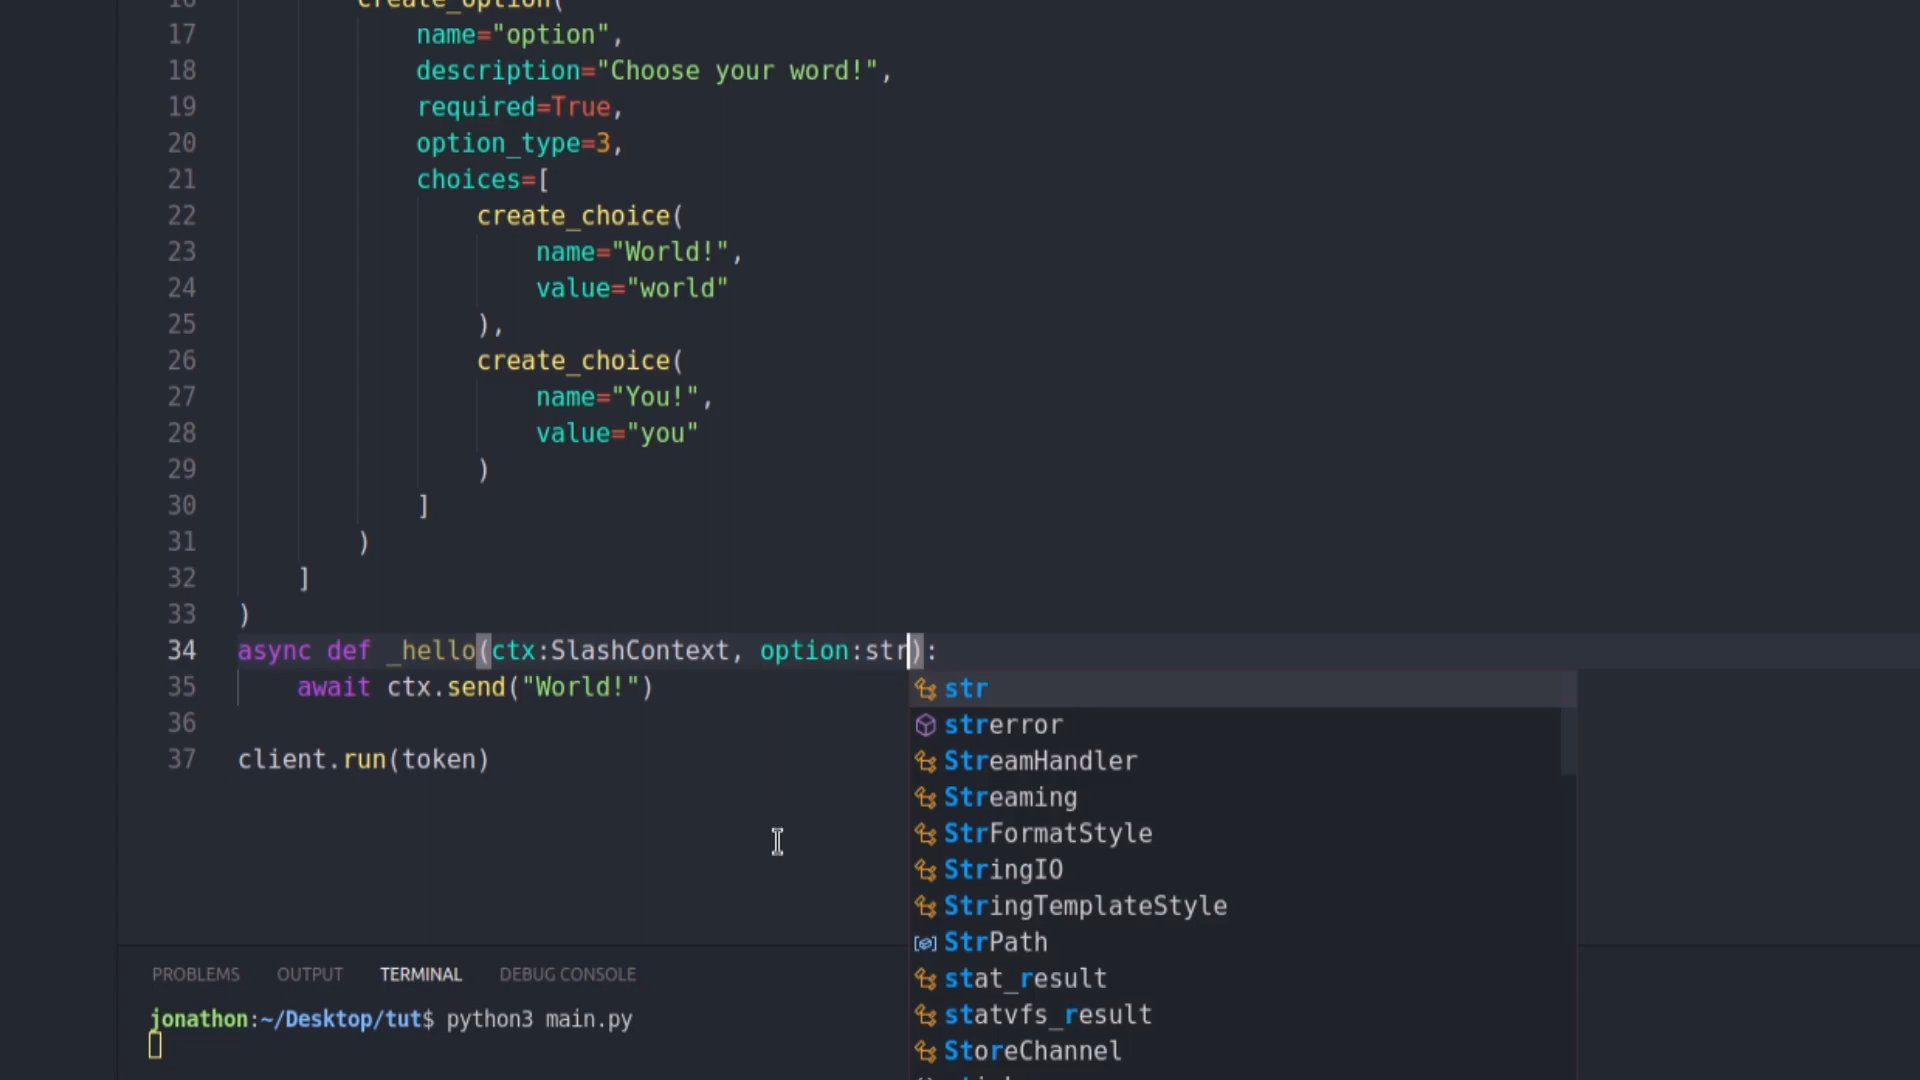 16 create_option(
17 name="option",
18 description="Choose your word!",
19 required=True,
20 option_type=3,
21 choices=[
22 create_choice(
23 name="World!",
24 value="world"
25 ),
26 create_choice(
27 name="You!",
28 value="you"
29 )
30 ]
31 )
32 ]
33 )
34 async def _hello(ctx:SlashContext, option:str):
35 await ctx.send("World!")
36
37 client.run(token)
str
strerror
StreamHandler
Streaming
StrFormatStyle
StringIO
StringTemplateStyle
StrPath
stat_result
statvfs_result
StoreChannel
PROBLEMS OUTPUT TERMINAL DEBUG CONSOLE
jonathon:~/Desktop/tut$ python3 main.py